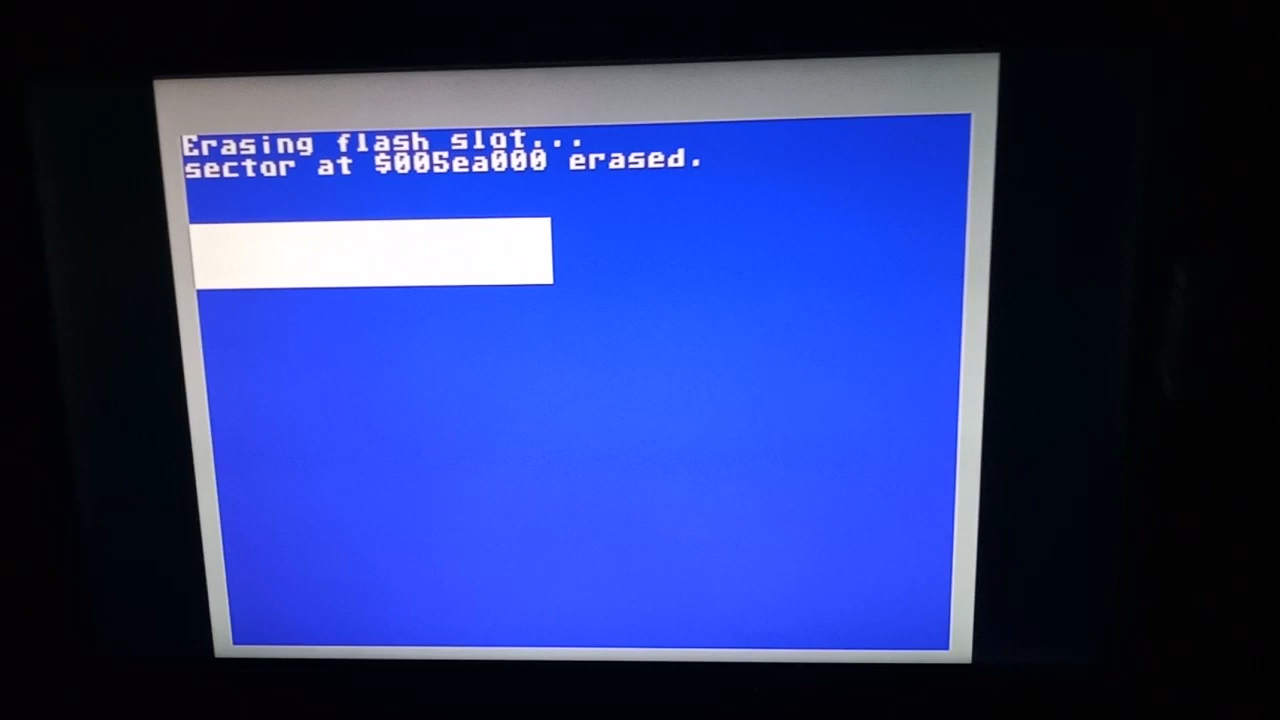 Erasing flash slot...
sector at $005ea000 erased.